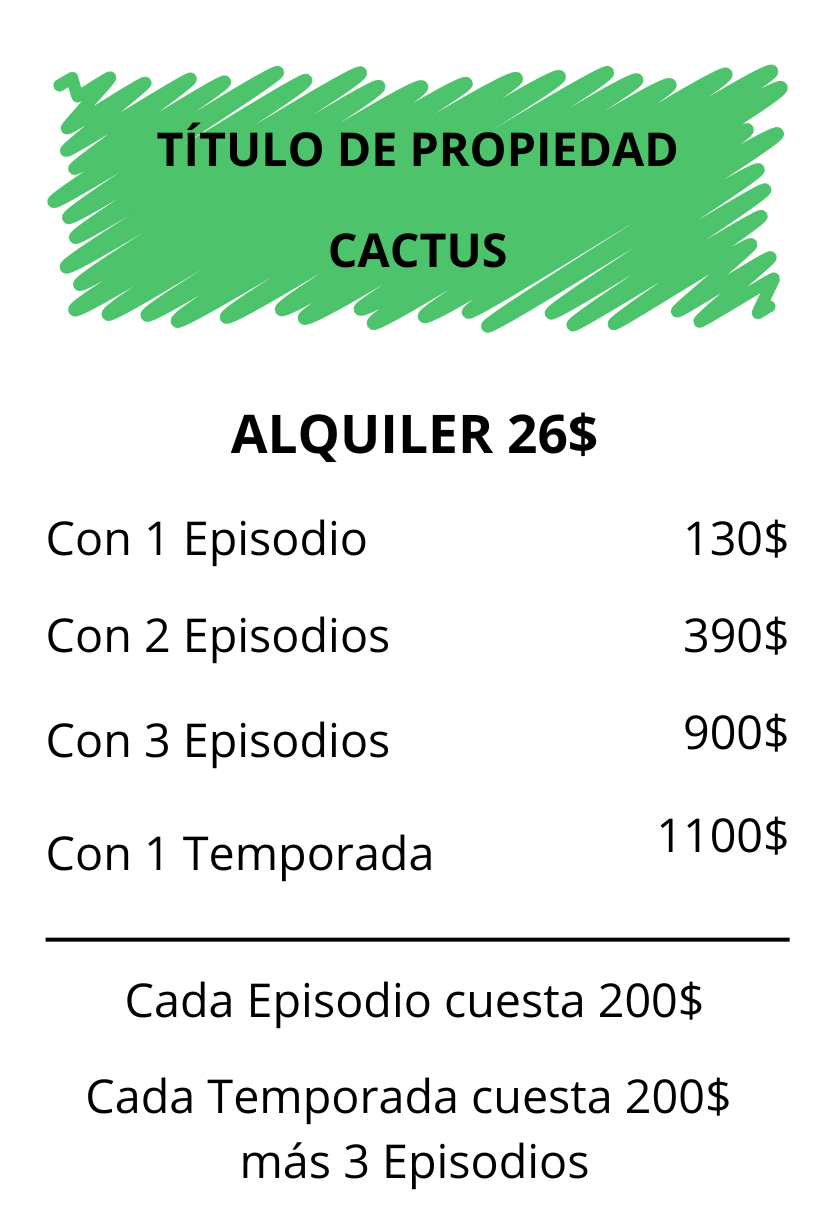 TÍTULO DE PROPIEDAD
CACTUS
ALQUILER 26$
Con 1 Episodio 130$
Con 2 Episodios 390$
Con 3 Episodios 900$
Con 1 Temporada 1100$
Cada Episodio cuesta 200$
Cada Temporada cuesta 200$
más 3 Episodios